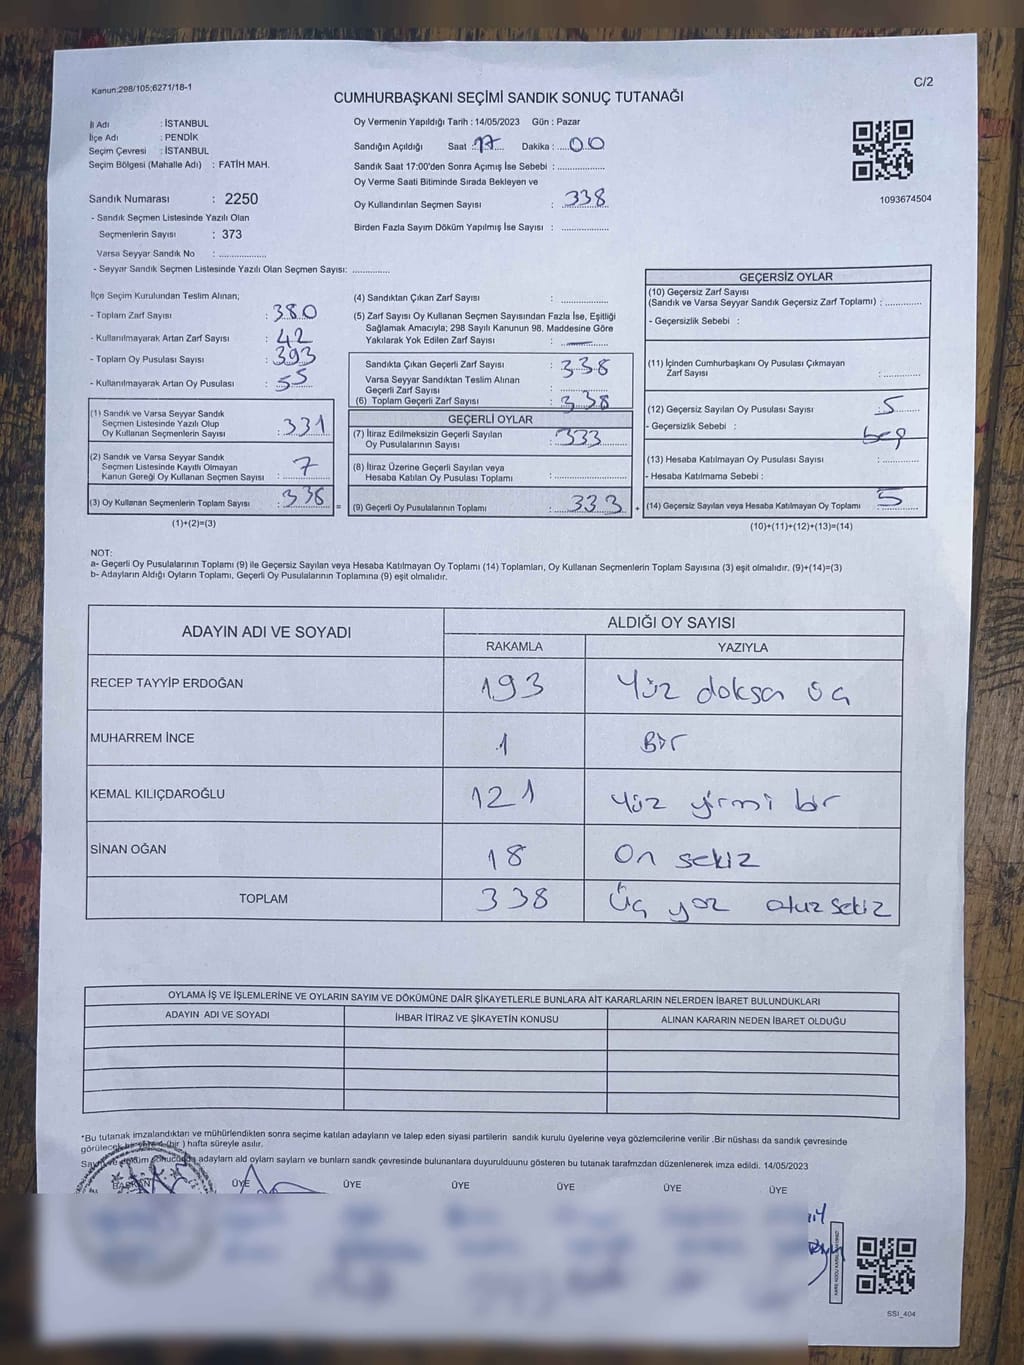 Kanun:298/105;6271/18-1
C/2
CUMHURBAŞKANI SEÇİMİ SANDIK SONUÇ TUTANAĞI
İl Adı : İSTANBUL
İlçe Adı : PENDİK
Seçim Çevresi : İSTANBUL
Seçim Bölgesi (Mahalle Adı) : FATİH MAH.
Sandık Numarası : 2250
- Sandık Seçmen Listesinde Yazılı Olan
Seçmenlerin Sayısı : 373
Varsa Seyyar Sandık No : ..................
- Seyyar Sandık Seçmen Listesinde Yazılı Olan Seçmen Sayısı: ..............
Oy Vermenin Yapıldığı Tarih : 14/05/2023 Gün : Pazar
Sandığın Açıldığı Saat :17.... Dakika :....00
Sandık Saat 17:00'den Sonra Açımış İse Sebebi : ..................
Oy Verme Saati Bitiminde Sırada Bekleyen ve
Oy Kullandırılan Seçmen Sayısı : 338
Birden Fazla Sayım Döküm Yapılmış İse Sayısı : ..................
1093674504
İlçe Seçim Kurulundan Teslim Alınan;
- Toplam Zarf Sayısı : 380
- Kullanılmayarak Artan Zarf Sayısı : 42
- Toplam Oy Pusulası Sayısı : 393
- Kullanılmayarak Artan Oy Pusulası : 55
(1) Sandık ve Varsa Seyyar Sandık
Seçmen Listesinde Yazılı Olup
Oy Kullanan Seçmenlerin Sayısı : 331
(2) Sandık ve Varsa Seyyar Sandık
Seçmen Listesinde Kayıtlı Olmayan
Kanun Gereği Oy Kullanan Seçmen Sayısı : 7
(3) Oy Kullanan Seçmenlerin Toplam Sayısı : 338 =
(1)+(2)=(3)
(4) Sandıktan Çıkan Zarf Sayısı : ..................
(5) Zarf Sayısı Oy Kullanan Seçmen Sayısından Fazla İse, Eşitliği
Sağlamak Amacıyla; 298 Sayılı Kanunun 98. Maddesine Göre
Yakılarak Yok Edilen Zarf Sayısı : —
Sandıkta Çıkan Geçerli Zarf Sayısı : 338
Varsa Seyyar Sandıktan Teslim Alınan
Geçerli Zarf Sayısı : ..................
(6) Toplam Geçerli Zarf Sayısı : 338
GEÇERLİ OYLAR
(7) İtiraz Edilmeksizin Geçerli Sayılan
Oy Pusulalarının Sayısı : 333
(8) İtiraz Üzerine Geçerli Sayılan veya
Hesaba Katılan Oy Pusulası Toplamı : ..................
(9) Geçerli Oy Pusulalarının Toplamı : 333 +
GEÇERSİZ OYLAR
(10) Geçersiz Zarf Sayısı
(Sandık ve Varsa Seyyar Sandık Geçersiz Zarf Toplamı) : ..............
- Geçersizlik Sebebi :
(11) İçinden Cumhurbaşkanı Oy Pusulası Çıkmayan
Zarf Sayısı : ..............
(12) Geçersiz Sayılan Oy Pusulası Sayısı : 5
- Geçersizlik Sebebi : beş
(13) Hesaba Katılmayan Oy Pusulası Sayısı : ..............
- Hesaba Katılmama Sebebi :
(14) Geçersiz Sayılan veya Hesaba Katılmayan Oy Toplamı : 5
(10)+(11)+(12)+(13)=(14)
NOT:
a- Geçerli Oy Pusulalarının Toplamı (9) ile Geçersiz Sayılan veya Hesaba Katılmayan Oy Toplamı (14) Toplamları, Oy Kullanan Seçmenlerin Toplam Sayısına (3) eşit olmalıdır. (9)+(14)=(3)
b- Adayların Aldığı Oyların Toplamı, Geçerli Oy Pusulalarının Toplamına (9) eşit olmalıdır.
ADAYIN ADI VE SOYADI
ALDIĞI OY SAYISI
RAKAMLA YAZIYLA
RECEP TAYYİP ERDOĞAN 193 Yüz doksan üç
MUHARREM İNCE 1 Bir
KEMAL KILIÇDAROĞLU 121 Yüz yirmi bir
SİNAN OĞAN 18 On sekiz
TOPLAM 338 Üç yüz otuz sekiz
OYLAMA İŞ VE İŞLEMLERİNE VE OYLARIN SAYIM VE DÖKÜMÜNE DAİR ŞİKAYETLERLE BUNLARA AİT KARARLARIN NELERDEN İBARET BULUNDUKLARI
ADAYIN ADI VE SOYADI İHBAR İTİRAZ VE ŞİKAYETİN KONUSU ALINAN KARARIN NEDEN İBARET OLDUĞU
*Bu tutanak imzalandıktan ve mühürlendikten sonra seçime katılan adayların ve talep eden siyasi partilerin sandık kurulu üyelerine veya gözlemcilerine verilir .Bir nüshası da sandık çevresinde
görülecek bir yere 1 (bir ) hafta süreyle asılır.
adayların aldı oyların sayları ve bunların sandk çevresinde bulunanlara duyurulduunu gösteren bu tutanak tarafmzdan düzenlenerek imza edildi. 14/05/2023
BAŞKAN ÜYE ÜYE ÜYE ÜYE ÜYE ÜYE
SSI_404